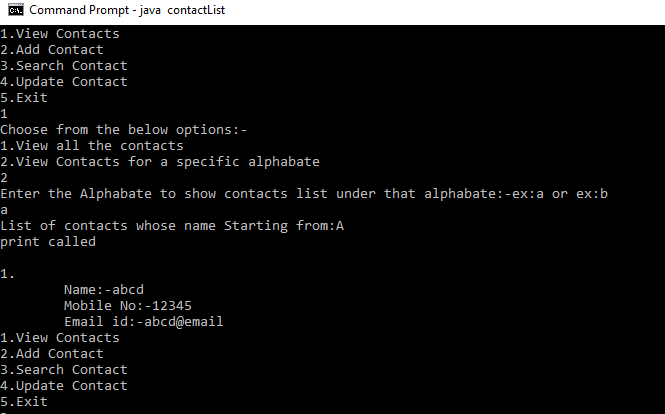 Command Prompt - java  contactList
1.View Contacts
2.Add Contact
3.Search Contact
4.Update Contact
5.Exit
1
Choose from the below options:-
1.View all the contacts
2.View Contacts for a specific alphabate
2
Enter the Alphabate to show contacts list under that alphabate:-ex:a or ex:b
a
List of contacts whose name Starting from:A
print called
1.
Name:-abcd
Mobile No:-12345
Email id:-abcd@email
1.View Contacts
2.Add Contact
3.Search Contact
4.Update Contact
5.Exit